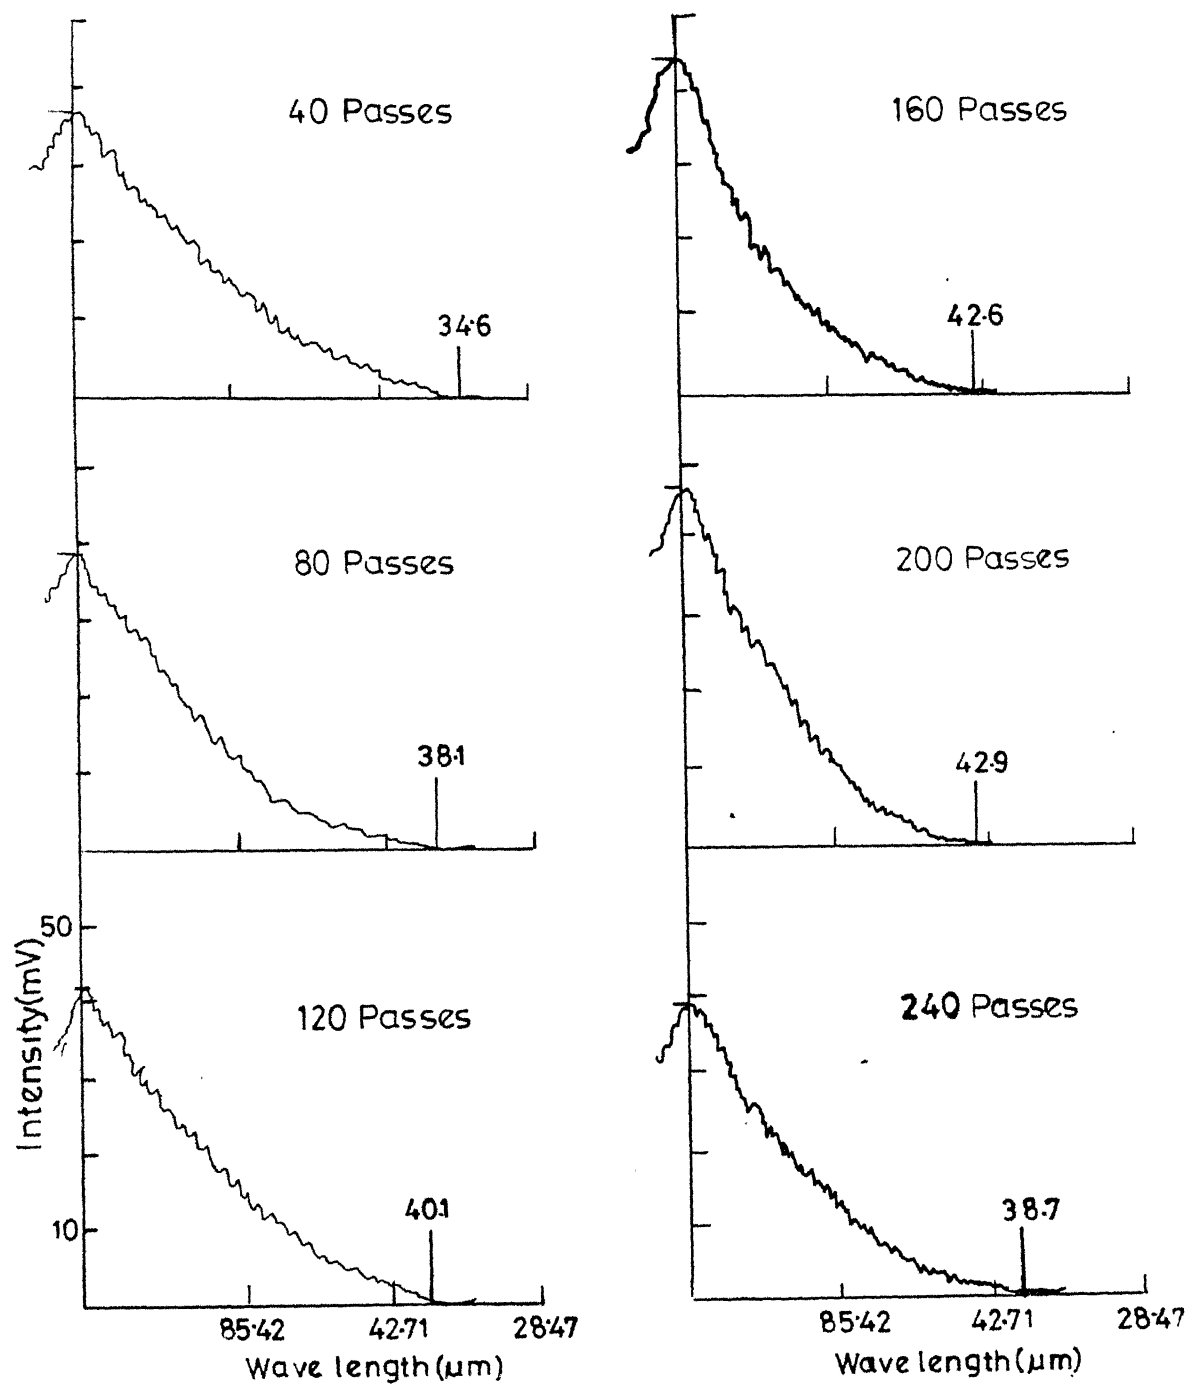 40 Passes
34.6
80 Passes
38.1
50
Intensity(mV)
120 Passes
40.1
10
85.42 42.71 28.47
Wave length(μm)
160 Passes
42.6
200 Passes
42.9
240 Passes
38.7
85.42 42.71 28.47
Wave length(μm)